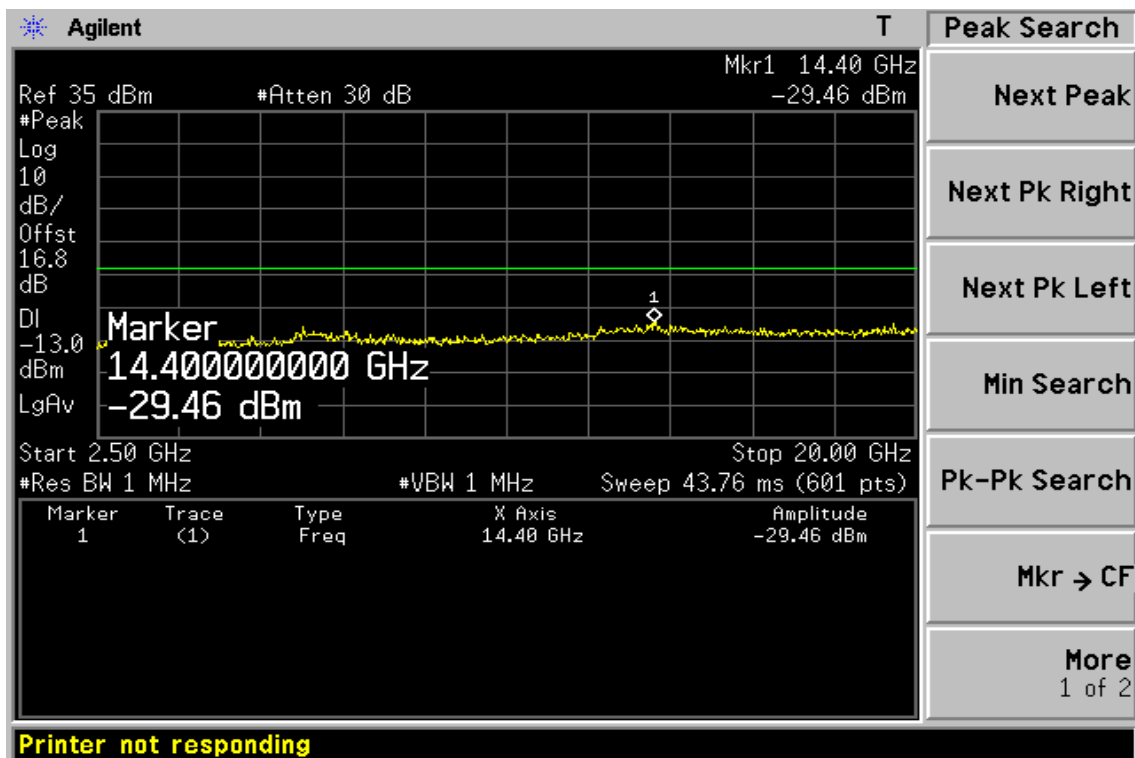 Agilent T
Peak Search
Mkr1 14.40 GHz
Ref 35 dBm #Atten 30 dB -29.46 dBm
#Peak
Log
10
dB/
Offst
16.8
dB
DI
-13.0
dBm
LgAv
1
Marker
14.400000000 GHz
-29.46 dBm
Start 2.50 GHz Stop 20.00 GHz
#Res BW 1 MHz #VBW 1 MHz Sweep 43.76 ms (601 pts)
Marker Trace Type X Axis Amplitude
1 (1) Freq 14.40 GHz -29.46 dBm
Next Peak
Next Pk Right
Next Pk Left
Min Search
Pk-Pk Search
Mkr → CF
More
1 of 2
Printer not responding